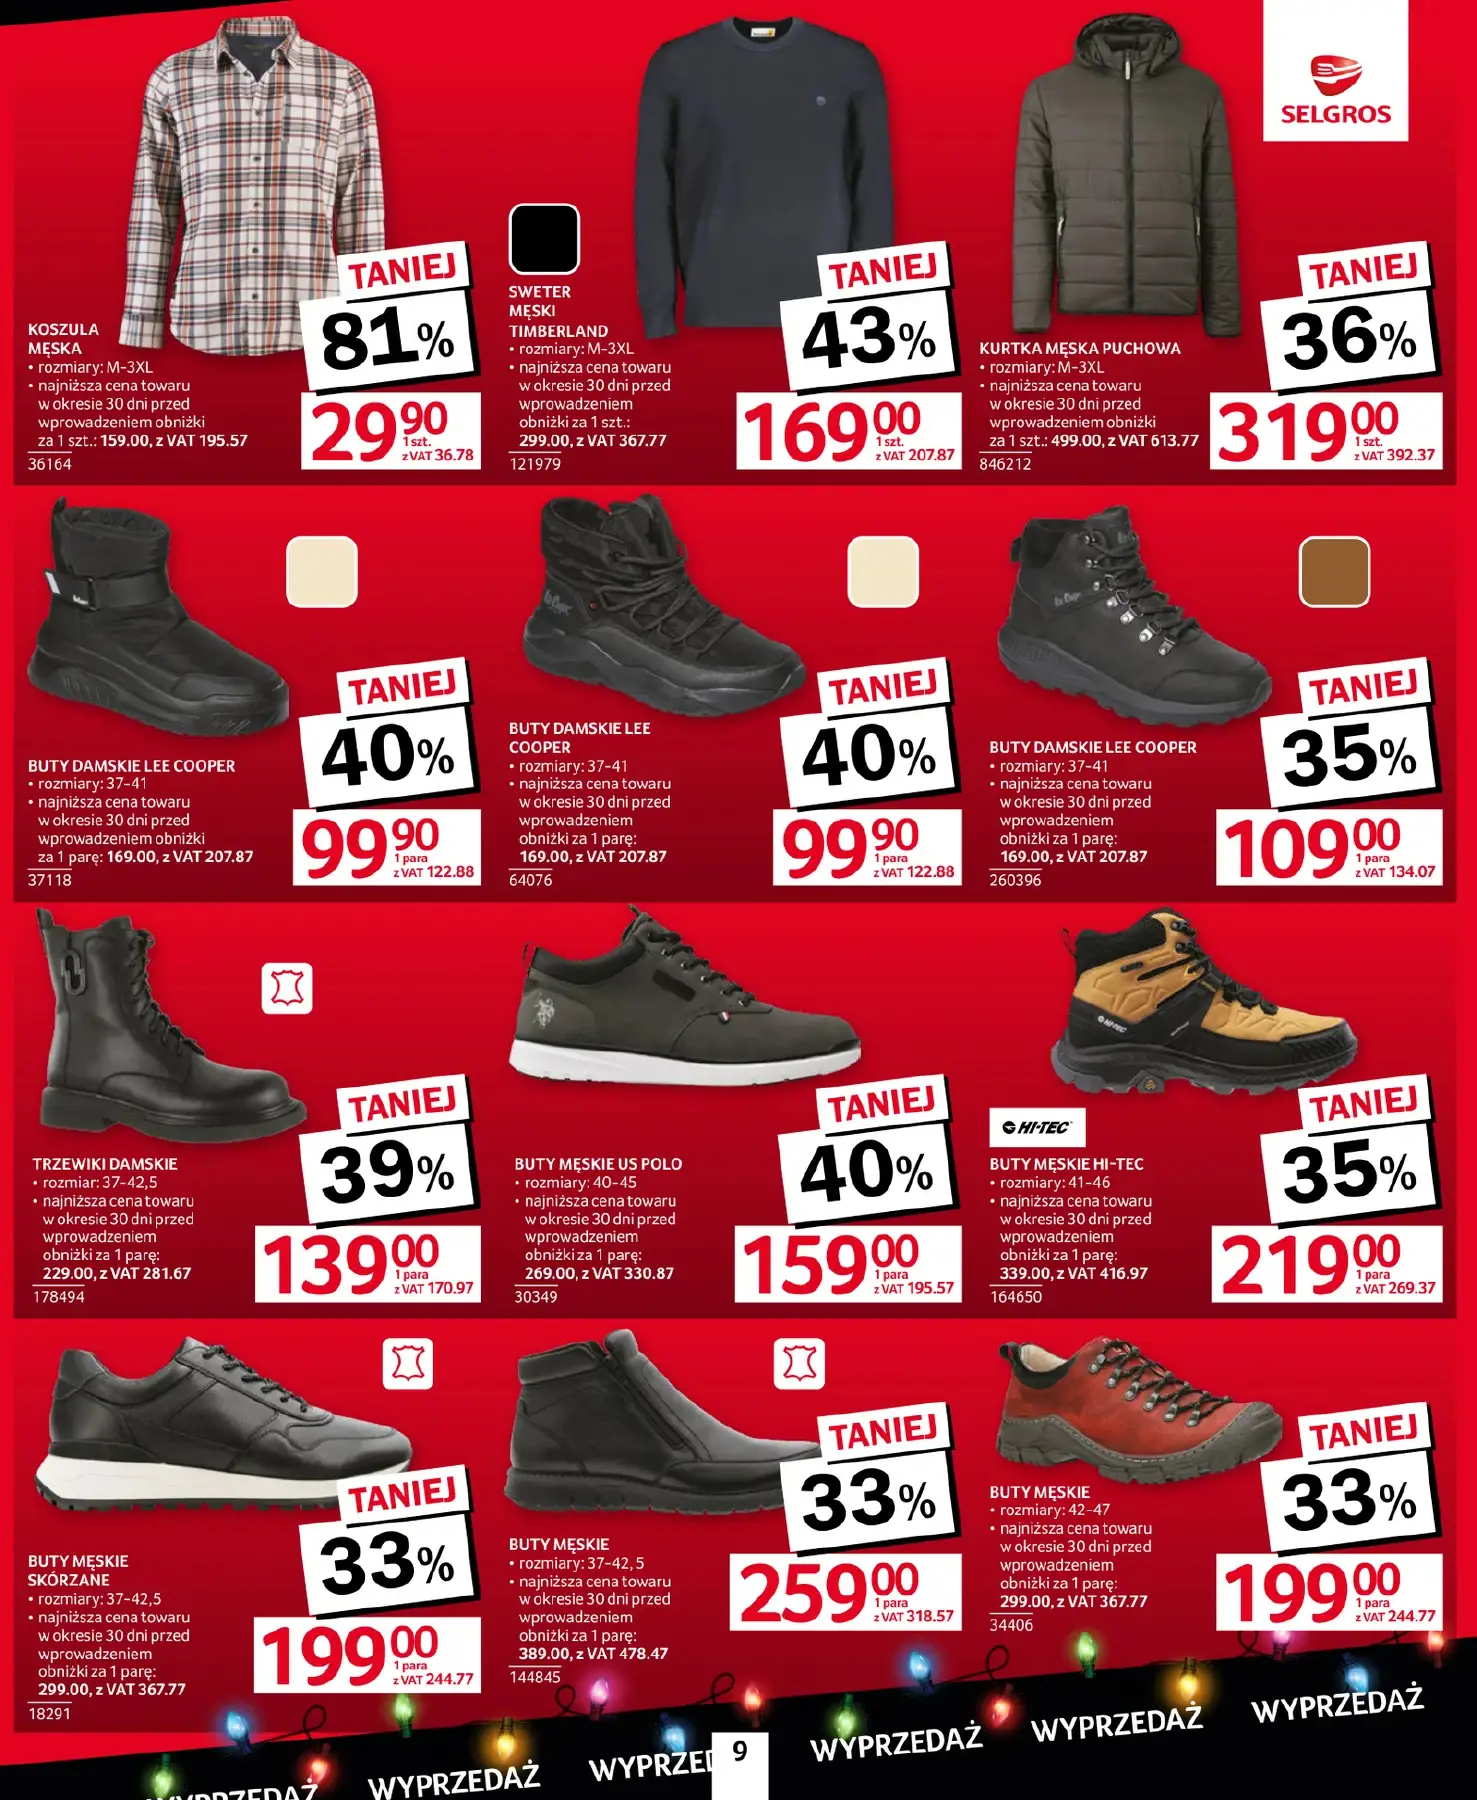 SELGROS
KOSZULA
MĘSKA
• rozmiary: M-3XL
• najniższa cena towaru
w okresie 30 dni przed
wprowadzeniem obniżki
za 1 szt.: 159.00, z VAT 195.57
36164
TANIEJ
81%
29 90
1 szt.
z VAT 36.78
SWETER
MĘSKI
TIMBERLAND
• rozmiary: M-3XL
• najniższa cena towaru
w okresie 30 dni przed
wprowadzeniem
obniżki za 1 szt.:
299.00, z VAT 367.77
121979
TANIEJ
43%
169 00
1 szt.
z VAT 207.87
KURTKA MĘSKA PUCHOWA
• rozmiary: M-3XL
• najniższa cena towaru
w okresie 30 dni przed
wprowadzeniem obniżki
za 1 szt.: 499.00, z VAT 613.77
846212
TANIEJ
36%
319 00
1 szt.
z VAT 392.37
BUTY DAMSKIE LEE COOPER
• rozmiary: 37-41
• najniższa cena towaru
w okresie 30 dni przed
wprowadzeniem obniżki
za 1 parę: 169.00, z VAT 207.87
37118
TANIEJ
40%
99 90
1 para
z VAT 122.88
BUTY DAMSKIE LEE
COOPER
• rozmiary: 37-41
• najniższa cena towaru
w okresie 30 dni przed
wprowadzeniem
obniżki za 1 parę:
169.00, z VAT 207.87
64076
TANIEJ
40%
99 90
1 para
z VAT 122.88
BUTY DAMSKIE LEE COOPER
• rozmiary: 37-41
• najniższa cena towaru
w okresie 30 dni przed
wprowadzeniem
obniżki za 1 parę:
169.00, z VAT 207.87
260396
TANIEJ
35%
109 00
1 para
z VAT 134.07
TRZEWIKI DAMSKIE
• rozmiar: 37-42,5
• najniższa cena towaru
w okresie 30 dni przed
wprowadzeniem
obniżki za 1 parę:
229.00, z VAT 281.67
178494
TANIEJ
39%
139 00
1 para
z VAT 170.97
BUTY MĘSKIE US POLO
• rozmiary: 40-45
• najniższa cena towaru
w okresie 30 dni przed
wprowadzeniem
obniżki za 1 parę:
269.00, z VAT 330.87
30349
TANIEJ
40%
159 00
1 para
z VAT 195.57
HI-TEC
HI-TEC
BUTY MĘSKIE HI-TEC
• rozmiary: 41-46
• najniższa cena towaru
w okresie 30 dni przed
wprowadzeniem
obniżki za 1 parę:
339.00, z VAT 416.97
164650
TANIEJ
35%
219 00
1 para
z VAT 269.37
BUTY MĘSKIE
SKÓRZANE
• rozmiary: 37-42,5
• najniższa cena towaru
w okresie 30 dni przed
wprowadzeniem
obniżki za 1 parę:
299.00, z VAT 367.77
18291
TANIEJ
33%
199 00
1 para
z VAT 244.77
BUTY MĘSKIE
• rozmiary: 37-42,5
• najniższa cena towaru
w okresie 30 dni przed
wprowadzeniem
obniżki za 1 parę:
389.00, z VAT 478.47
144845
TANIEJ
33%
259 00
1 para
z VAT 318.57
BUTY MĘSKIE
• rozmiary: 42-47
• najniższa cena towaru
w okresie 30 dni przed
wprowadzeniem
obniżki za 1 parę:
299.00, z VAT 367.77
34406
TANIEJ
33%
199 00
1 para
z VAT 244.77
WYPRZEDAŻ WYPRZEDAŻ WYPRZE WYPRZEDAŻ WYPRZEDAŻ WYPRZEDAŻ
9